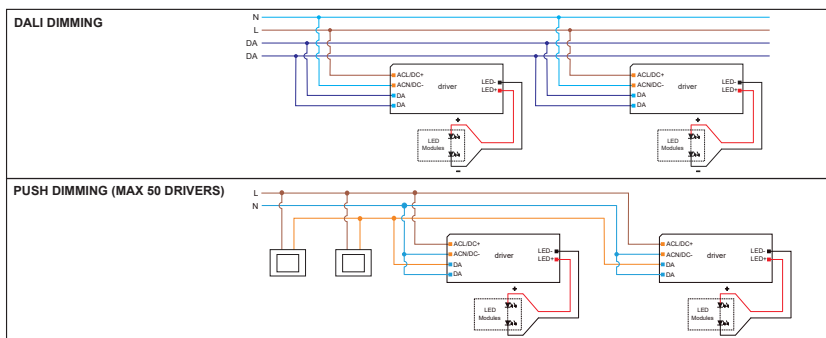 DALI DIMMING
N
L
DA
DA
ACL/DC+
ACN/DC-
DA
DA
driver
LED-
LED+
+
LED
Modules
-
ACL/DC+
ACN/DC-
DA
DA
driver
LED-
LED+
+
LED
Modules
-
PUSH DIMMING (MAX 50 DRIVERS)
L
N
ACL/DC+
ACN/DC-
DA
DA
driver
LED-
LED+
+
LED
Modules
ACL/DC+
ACN/DC-
DA
DA
driver
LED-
LED+
+
LED
Modules